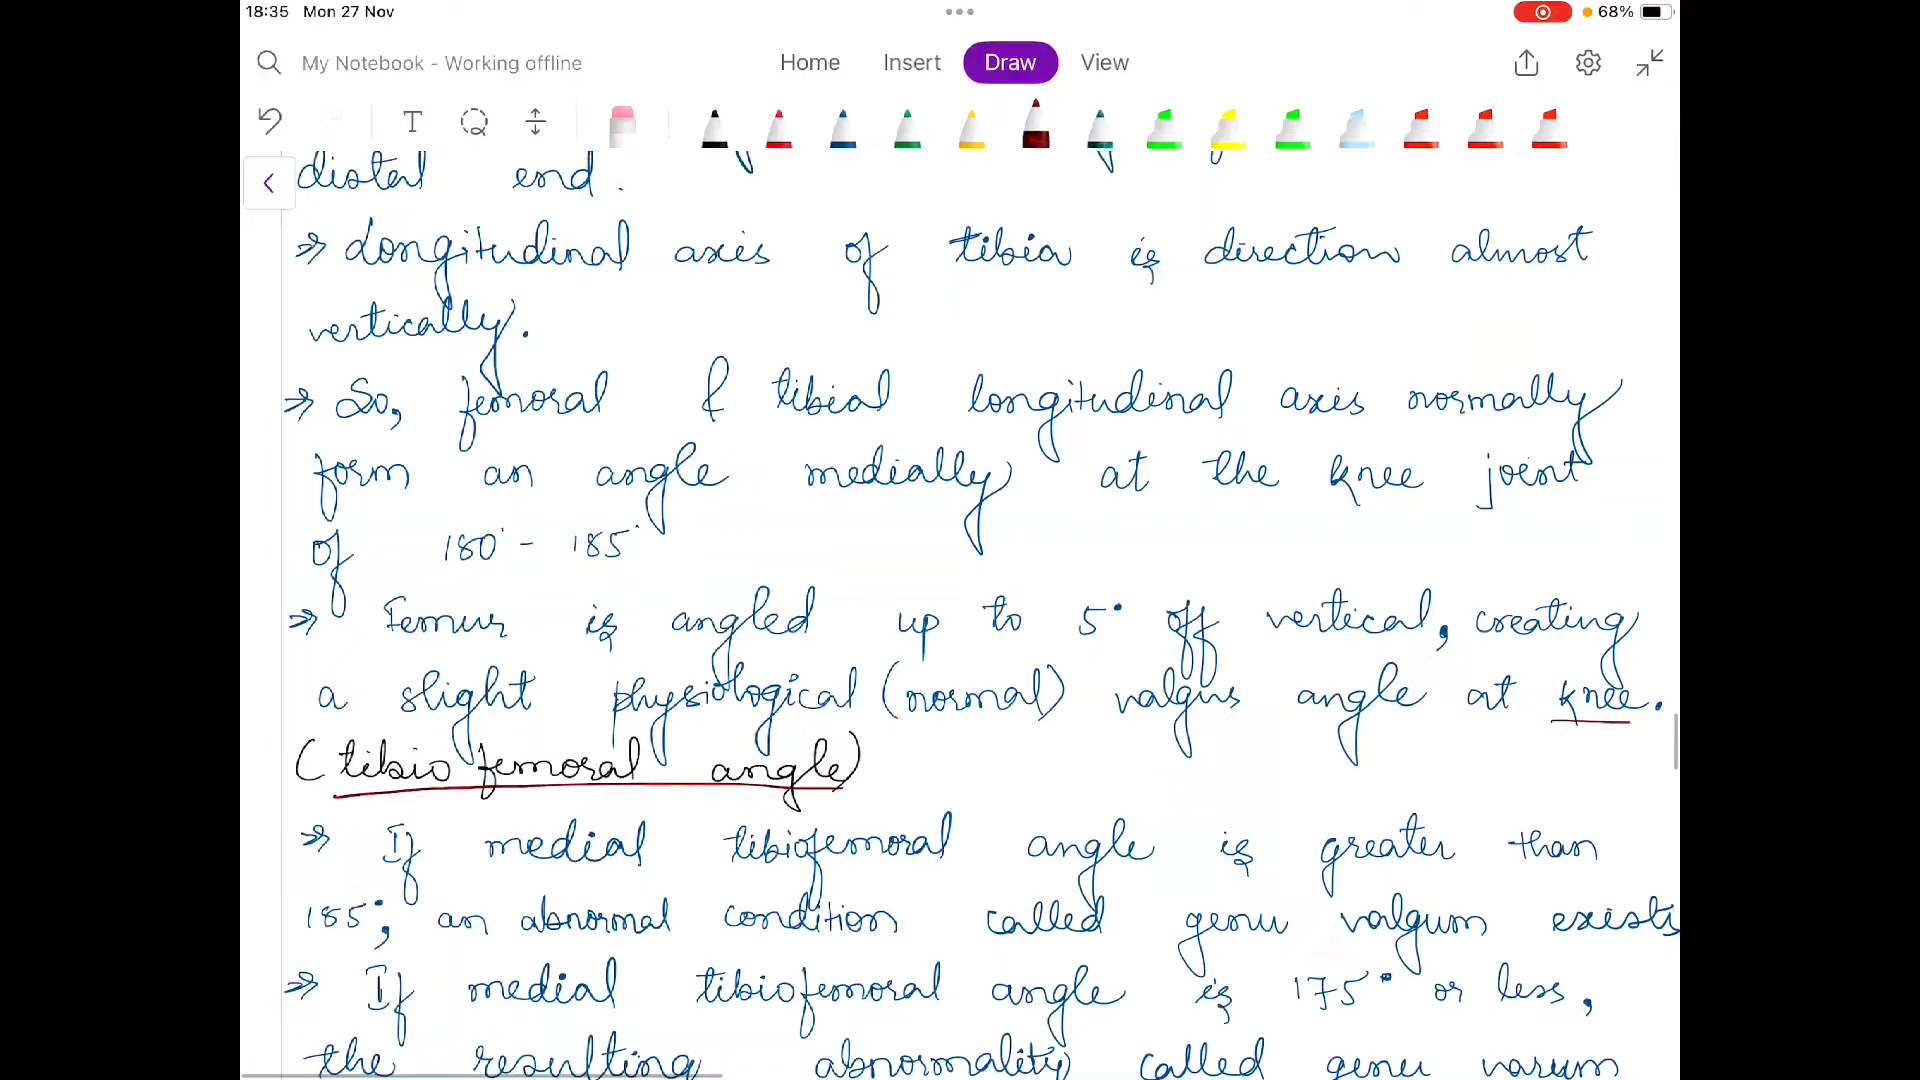 18:35 Mon 27 Nov
68%
My Notebook - Working offline
Home Insert Draw View
T
distal end.
⇒ Longitudinal axis of tibia is direction almost
vertically.
⇒ So, femoral & tibial longitudinal axis normally
form an angle medially at the knee joint
of 180° - 185°
⇒ Femur is angled up to 5° off vertical, creating
a slight physiological (normal) valgus angle at knee.
(tibio femoral angle)
⇒ If medial tibiofemoral angle is greater than
185°, an abnormal condition called genu valgum exists
⇒ If medial tibiofemoral angle is 175° or less,
the resulting abnormality called genu varum